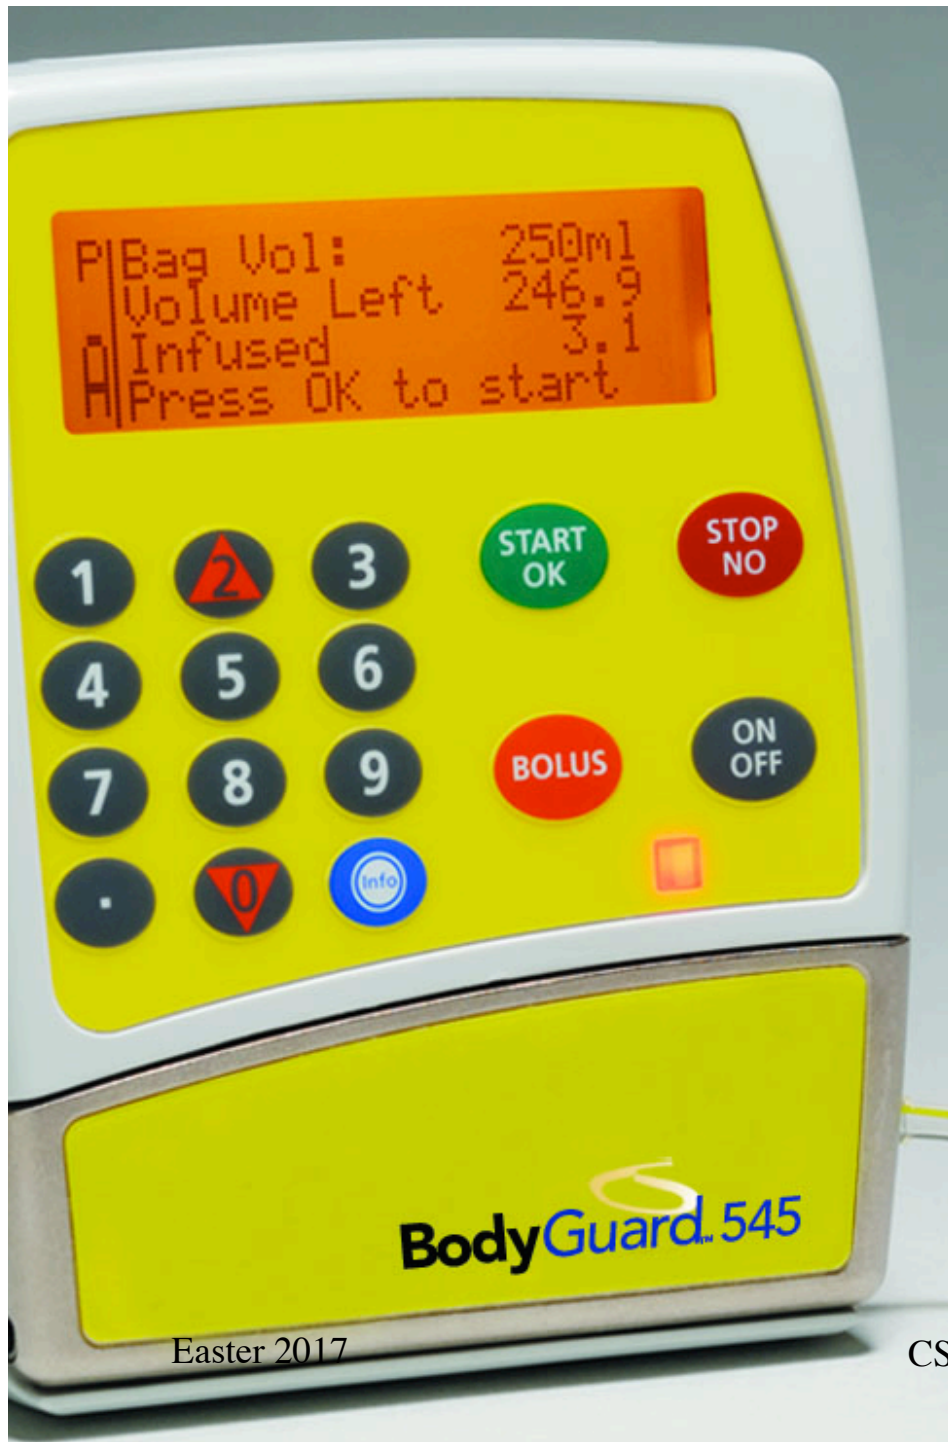 P Bag Vol: 250ml
Volume Left 246.9
Infused 3.1
Press OK to start
1 2 3 START OK STOP NO
4 5 6
7 8 9 BOLUS ON OFF
. 0 Info
BodyGuard™ 545
Easter 2017 CS